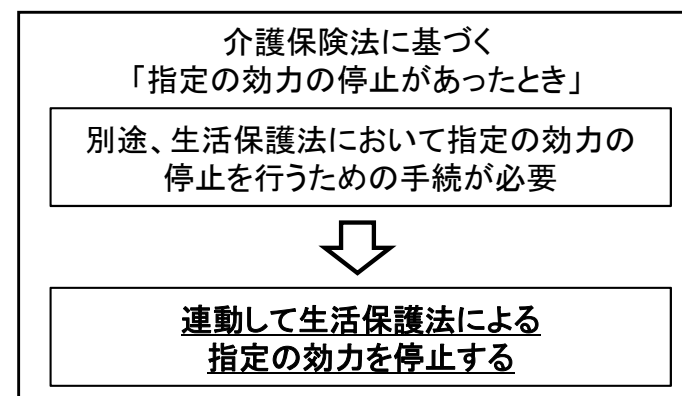 介護保険法に基づく
「指定の効力の停止があったとき」
別途、生活保護法において指定の効力の
停止を行うための手続が必要
連動して生活保護法による
指定の効力を停止する